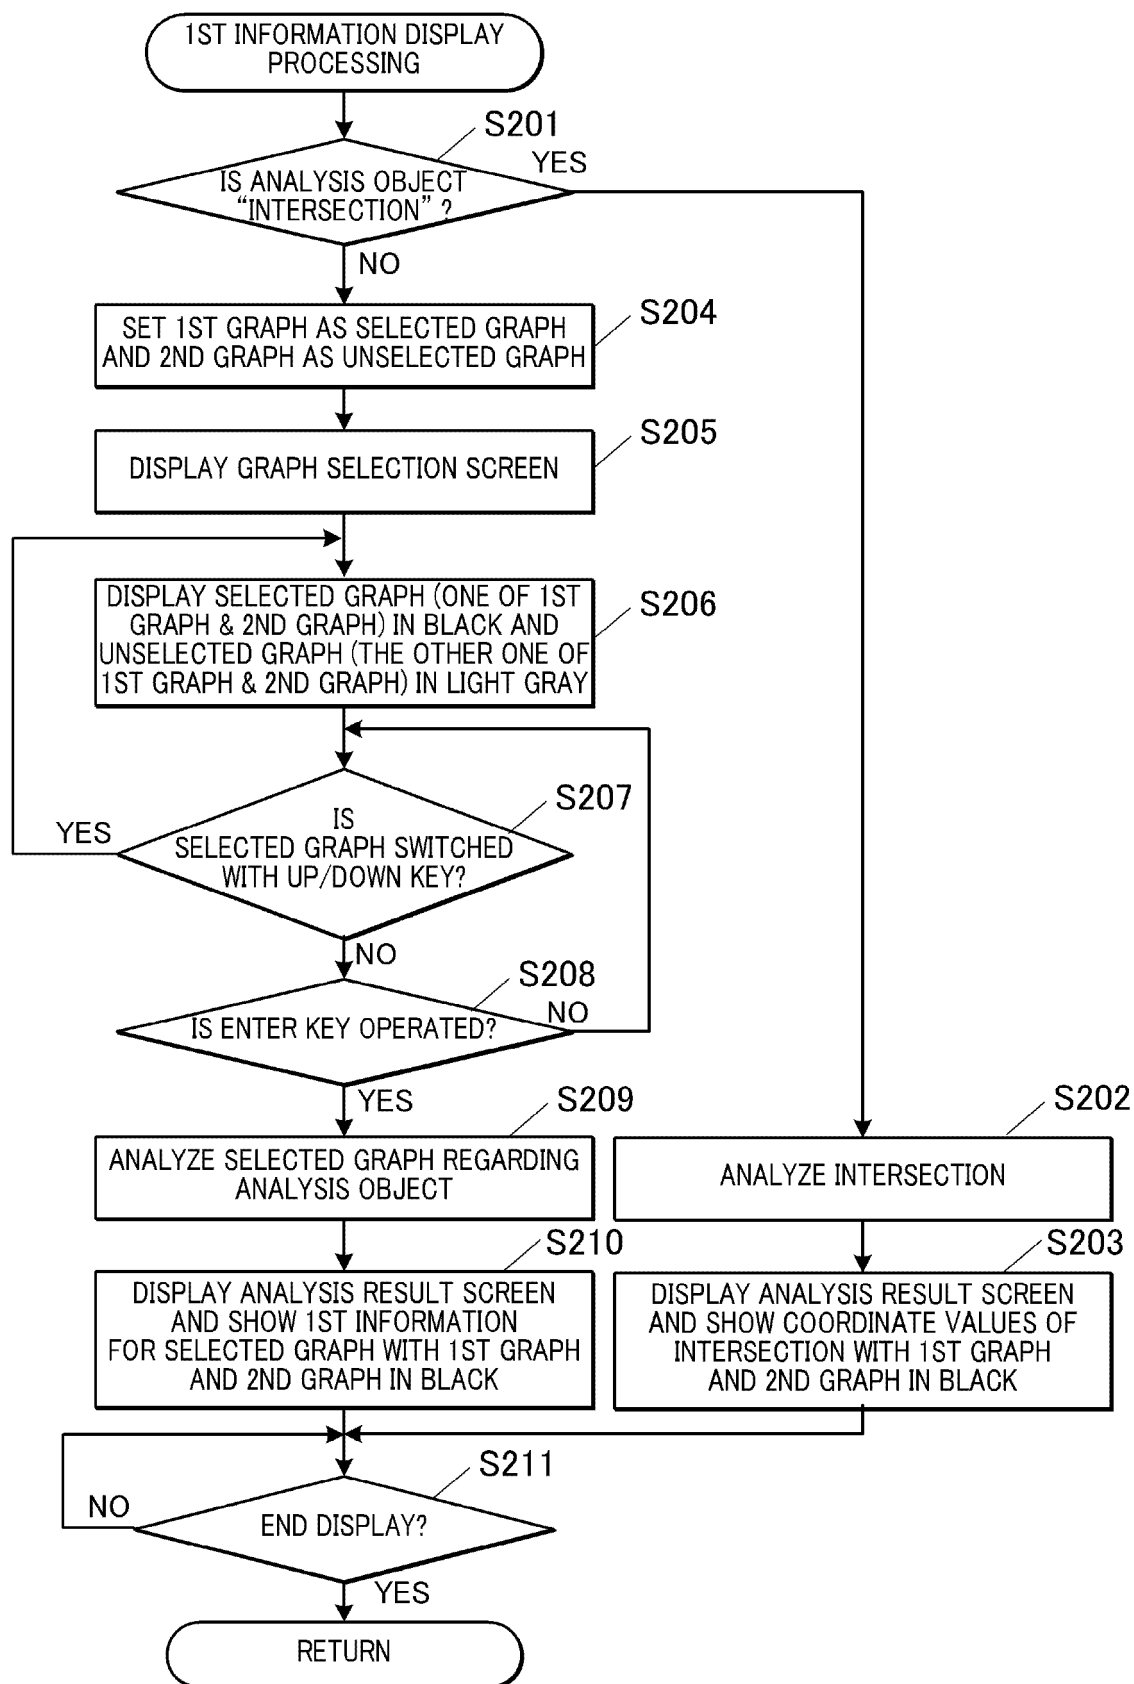 1ST INFORMATION DISPLAY
PROCESSING
S201
YES
IS ANALYSIS OBJECT
“INTERSECTION” ?
NO
S204
SET 1ST GRAPH AS SELECTED GRAPH
AND 2ND GRAPH AS UNSELECTED GRAPH
S205
DISPLAY GRAPH SELECTION SCREEN
S206
DISPLAY SELECTED GRAPH (ONE OF 1ST
GRAPH & 2ND GRAPH) IN BLACK AND
UNSELECTED GRAPH (THE OTHER ONE OF
1ST GRAPH & 2ND GRAPH) IN LIGHT GRAY
S207
YES
IS
SELECTED GRAPH SWITCHED
WITH UP/DOWN KEY?
NO
S208
NO
IS ENTER KEY OPERATED?
YES
S209
ANALYZE SELECTED GRAPH REGARDING
ANALYSIS OBJECT
S202
ANALYZE INTERSECTION
S210
DISPLAY ANALYSIS RESULT SCREEN
AND SHOW 1ST INFORMATION
FOR SELECTED GRAPH WITH 1ST GRAPH
AND 2ND GRAPH IN BLACK
S203
DISPLAY ANALYSIS RESULT SCREEN
AND SHOW COORDINATE VALUES OF
INTERSECTION WITH 1ST GRAPH
AND 2ND GRAPH IN BLACK
S211
NO
END DISPLAY?
YES
RETURN